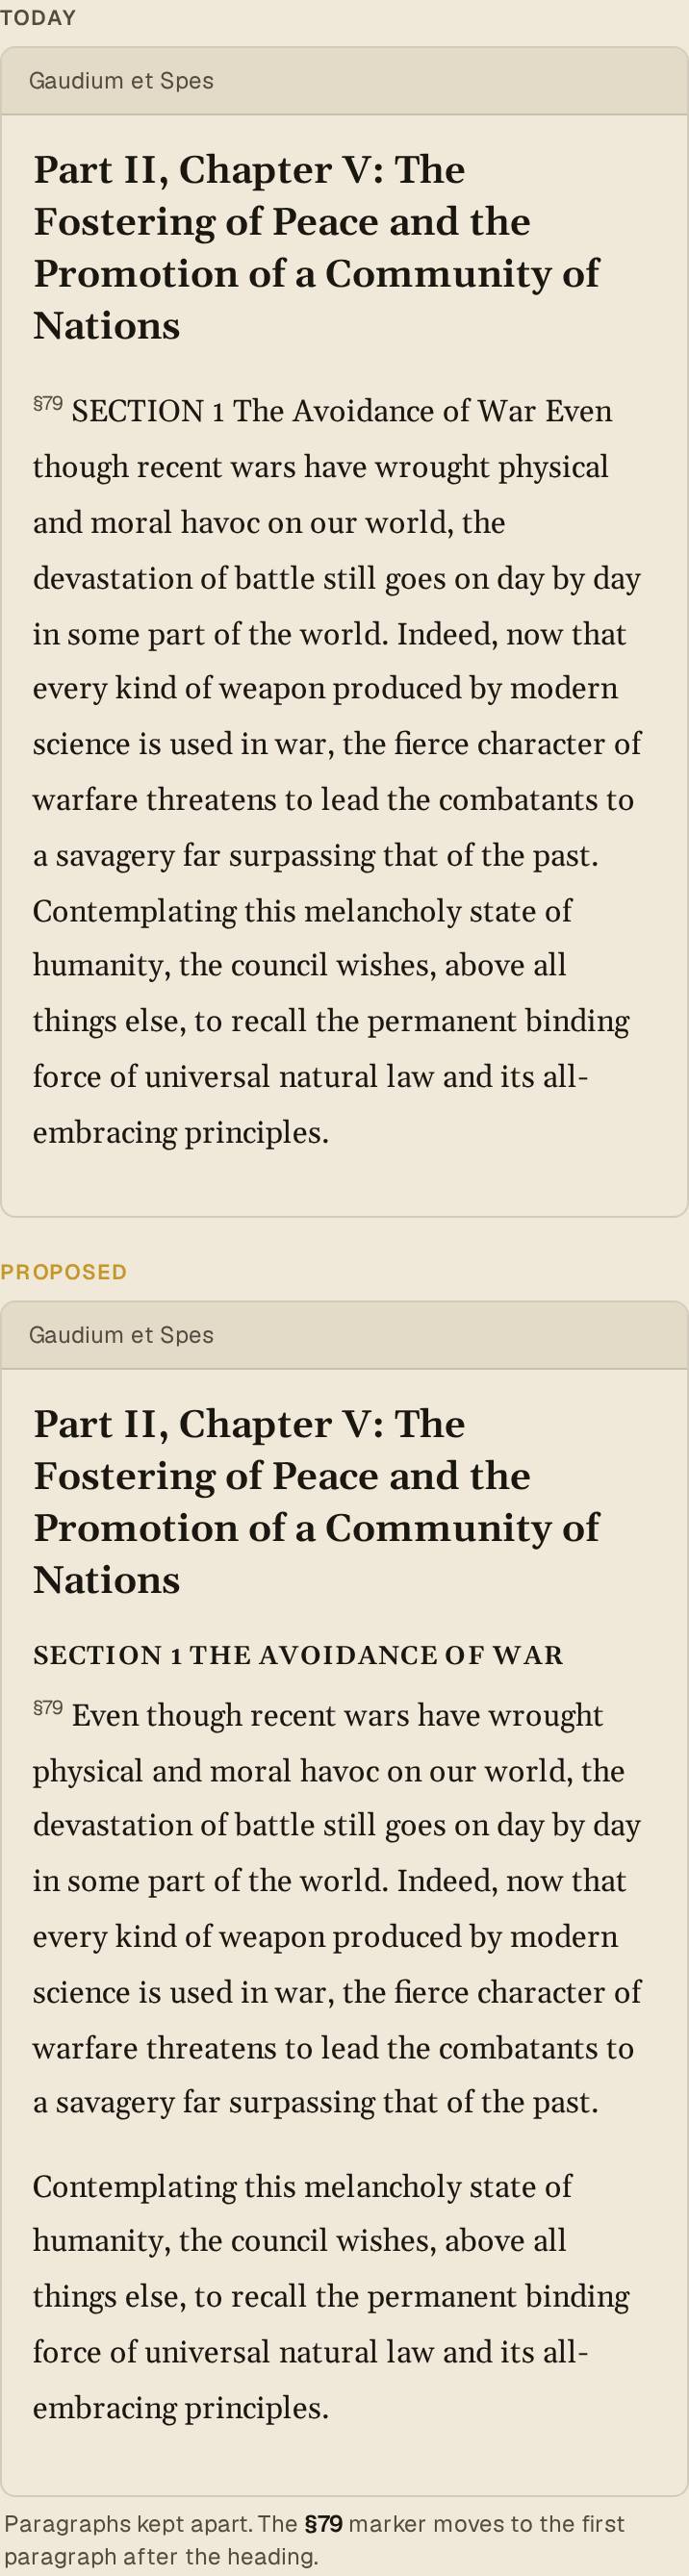 TODAY
Gaudium et Spes
Part II, Chapter V: The
Fostering of Peace and the
Promotion of a Community of
Nations
§79 SECTION 1 The Avoidance of War Even
though recent wars have wrought physical
and moral havoc on our world, the
devastation of battle still goes on day by day
in some part of the world. Indeed, now that
every kind of weapon produced by modern
science is used in war, the fierce character of
warfare threatens to lead the combatants to
a savagery far surpassing that of the past.
Contemplating this melancholy state of
humanity, the council wishes, above all
things else, to recall the permanent binding
force of universal natural law and its all-
embracing principles.
PROPOSED
Gaudium et Spes
Part II, Chapter V: The
Fostering of Peace and the
Promotion of a Community of
Nations
SECTION 1 THE AVOIDANCE OF WAR
§79 Even though recent wars have wrought
physical and moral havoc on our world, the
devastation of battle still goes on day by day
in some part of the world. Indeed, now that
every kind of weapon produced by modern
science is used in war, the fierce character of
warfare threatens to lead the combatants to
a savagery far surpassing that of the past.
Contemplating this melancholy state of
humanity, the council wishes, above all
things else, to recall the permanent binding
force of universal natural law and its all-
embracing principles.
Paragraphs kept apart. The §79 marker moves to the first
paragraph after the heading.